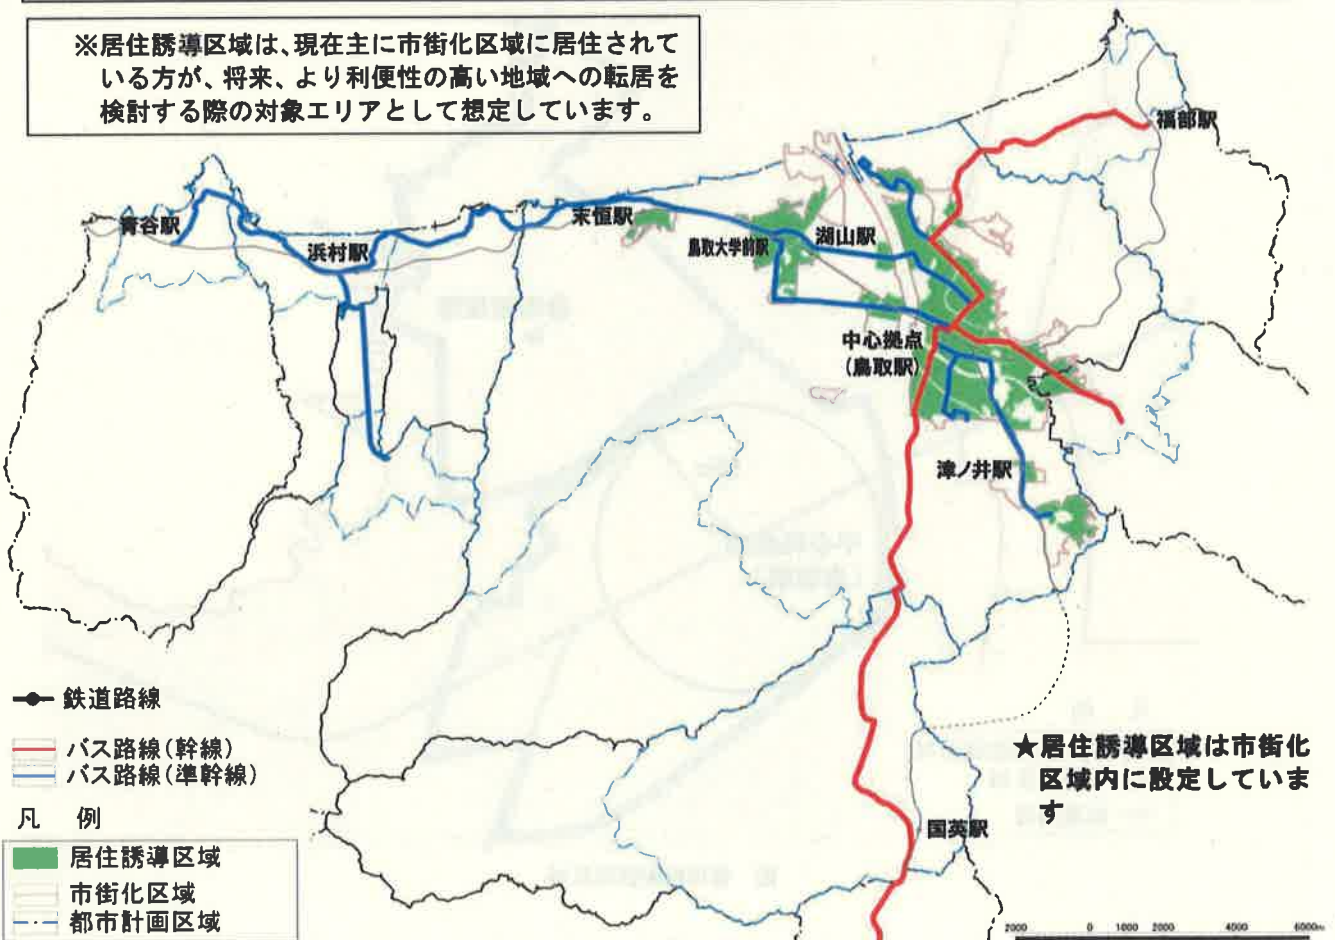 ※居住誘導区域は、現在主に市街化区域に居住されて
いる方が、将来、より利便性の高い地域への転居を
検討する際の対象エリアとして想定しています。
福部駅
青谷駅
浜村駅
末恒駅
鳥取大学前駅
湖山駅
中心拠点
(鳥取駅)
津ノ井駅
鉄道路線
バス路線(幹線)
バス路線(準幹線)
凡 例
居住誘導区域
市街化区域
都市計画区域
★居住誘導区域は市街化
区域内に設定していま
す
国英駅
2000 0 1000 2000 4000 6000m